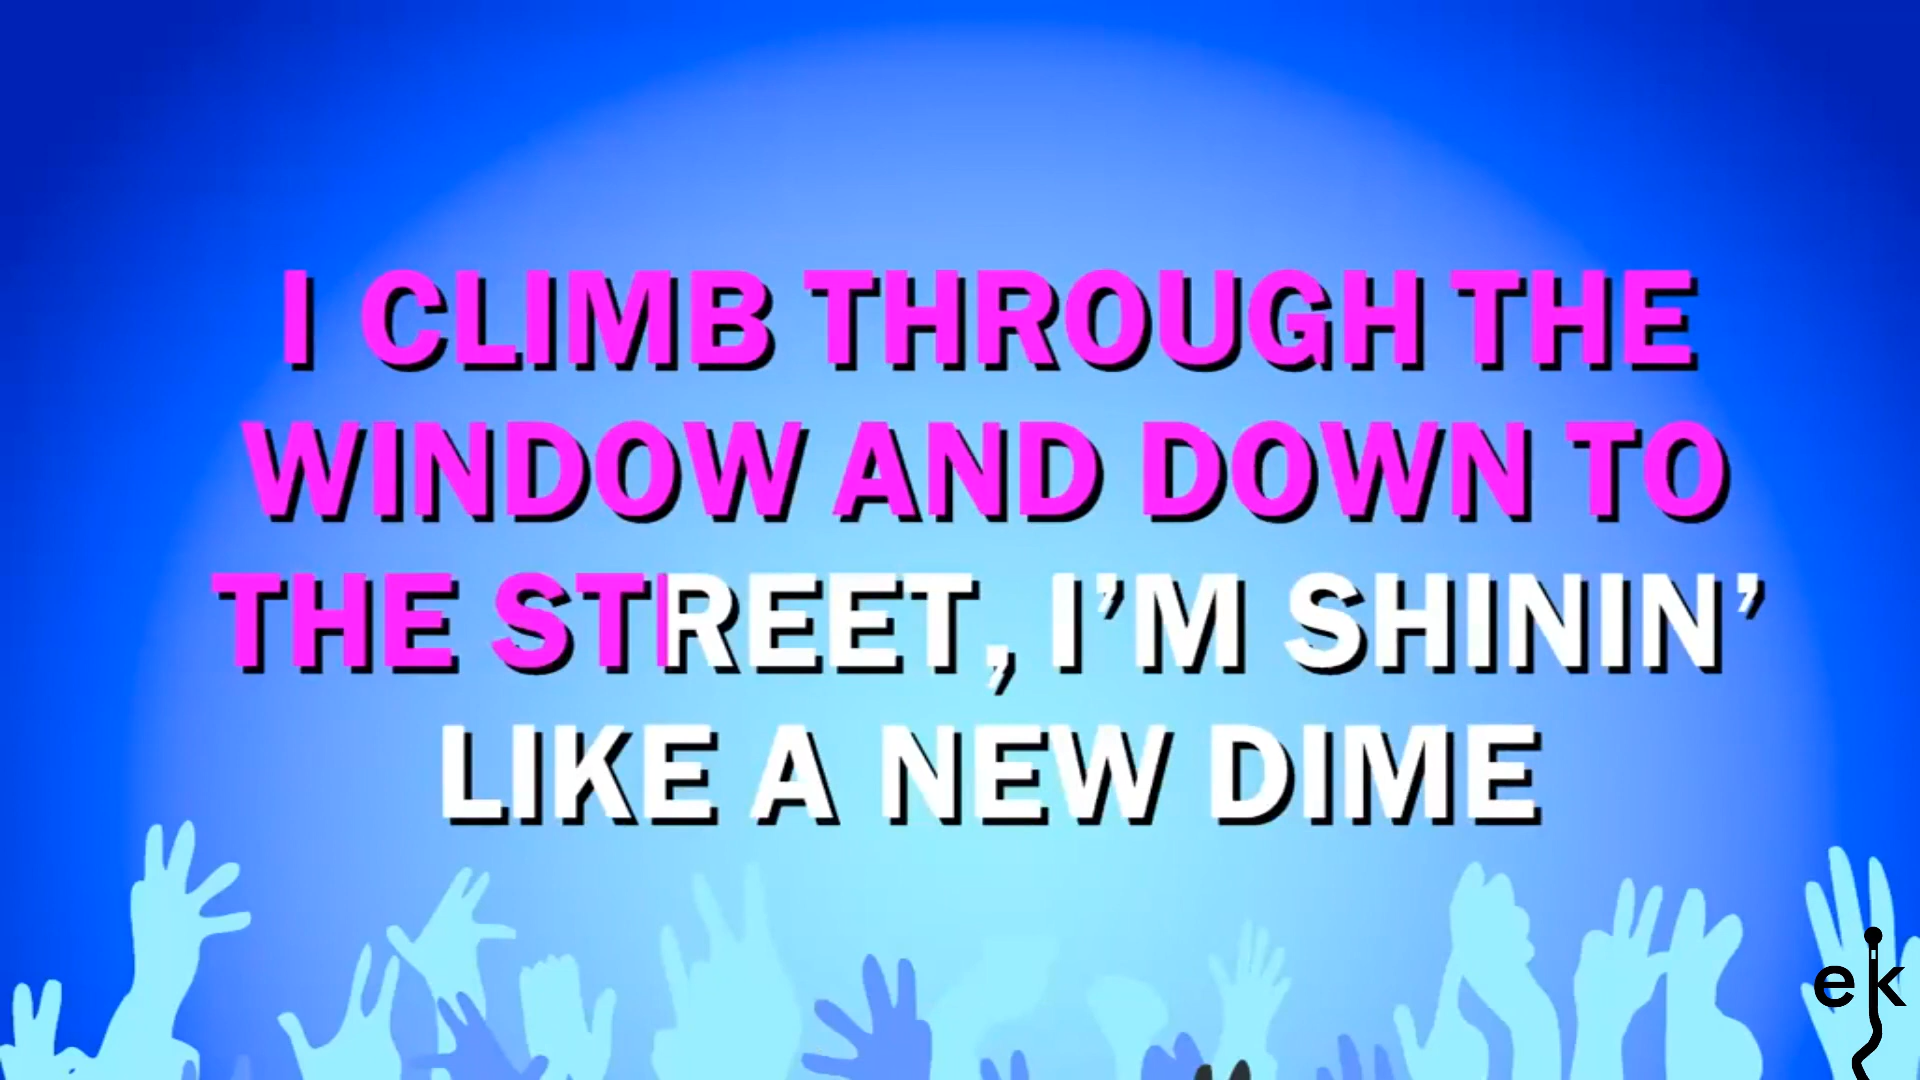 I CLIMB THROUGH THE
WINDOW AND DOWN TO
THE STREET, I’M SHININ’
LIKE A NEW DIME
ek